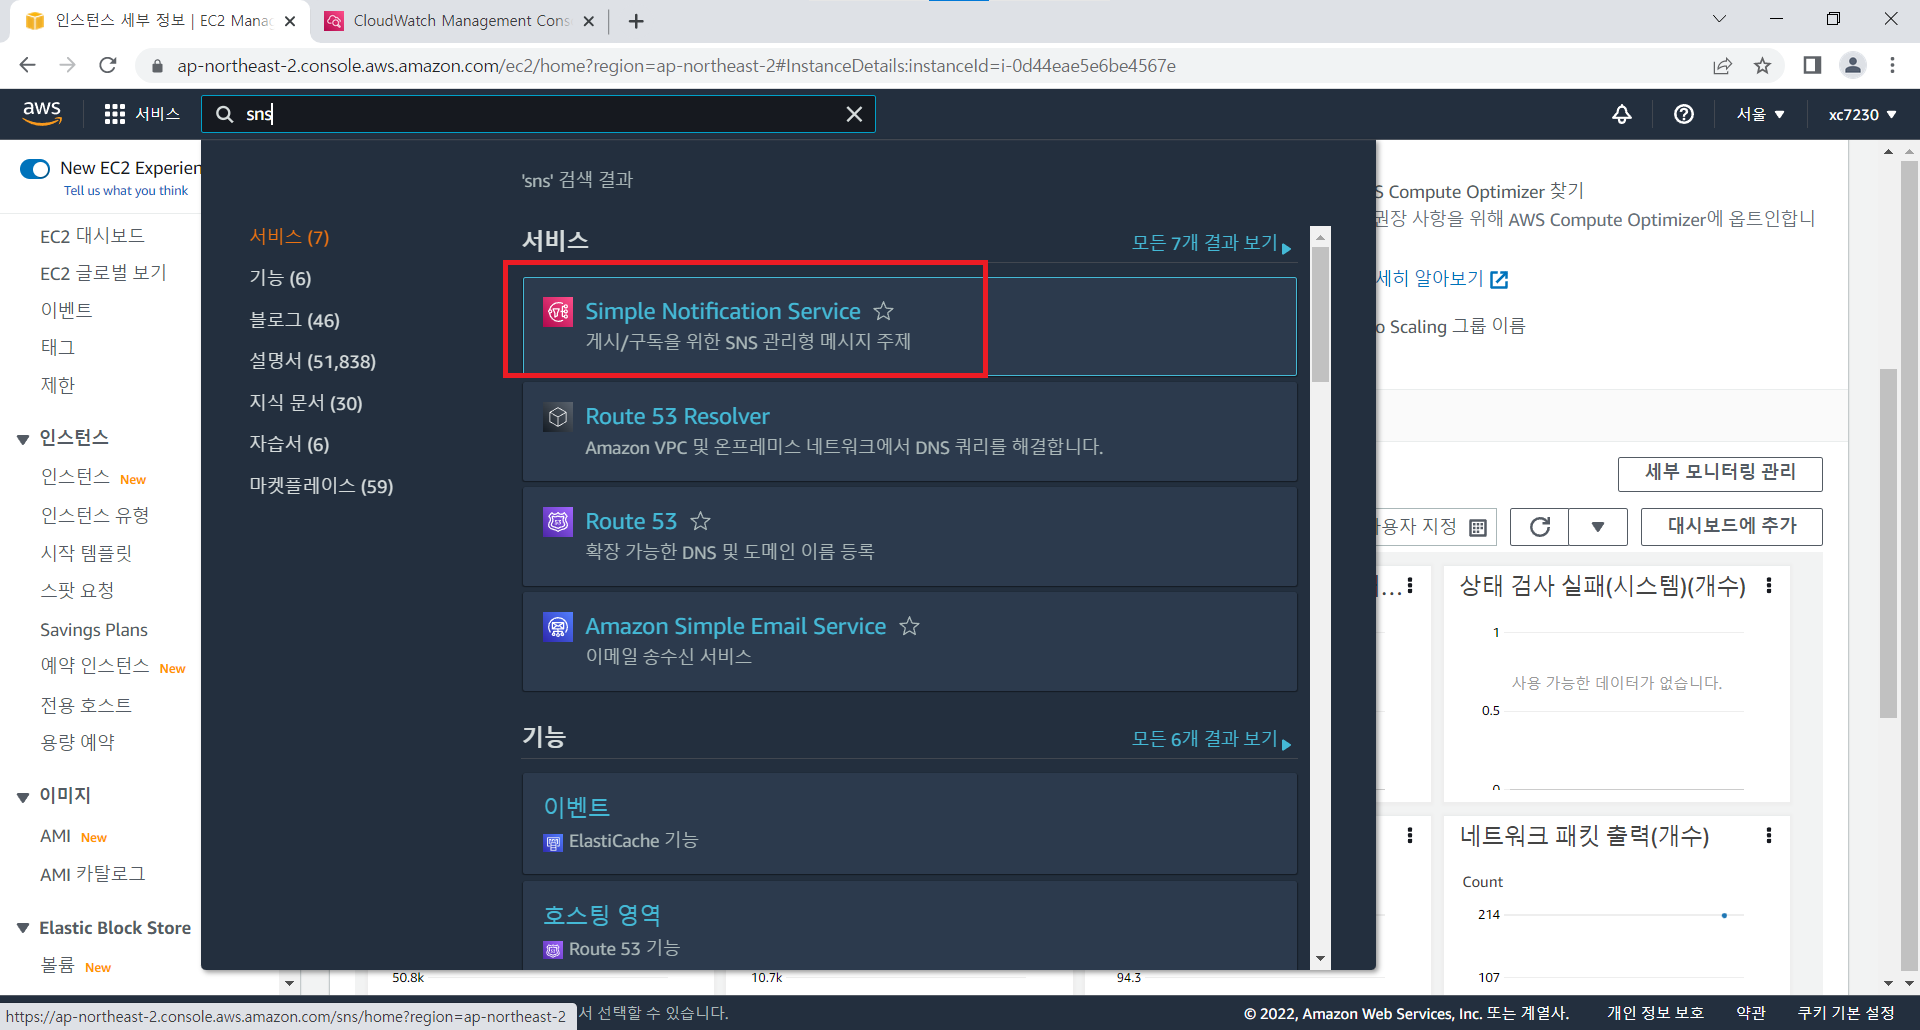 인스턴스 세부 정보 | EC2 Mana
CloudWatch Management Cons
ap-northeast-2.console.aws.amazon.com/ec2/home?region=ap-northeast-2#InstanceDetails:instanceId=i-0d44eae5e6be4567e
aws
서비스
sns
서울 ▼
xc7230 ▼
New EC2 Experien
Tell us what you think
EC2 대시보드
EC2 글로벌 보기
이벤트
태그
제한
▼ 인스턴스
인스턴스 New
인스턴스 유형
시작 템플릿
스팟 요청
Savings Plans
예약 인스턴스 New
전용 호스트
용량 예약
▼ 이미지
AMI New
AMI 카탈로그
▼ Elastic Block Store
볼륨 New
'sns' 검색 결과
서비스 (7)
기능 (6)
블로그 (46)
설명서 (51,838)
지식 문서 (30)
자습서 (6)
마켓플레이스 (59)
서비스
모든 7개 결과 보기
Simple Notification Service
게시/구독을 위한 SNS 관리형 메시지 주제
Route 53 Resolver
Amazon VPC 및 온프레미스 네트워크에서 DNS 쿼리를 해결합니다.
Route 53
확장 가능한 DNS 및 도메인 이름 등록
Amazon Simple Email Service
이메일 송수신 서비스
기능
모든 6개 결과 보기
이벤트
ElastiCache 기능
호스팅 영역
Route 53 기능
S Compute Optimizer 찾기
권장 사항을 위해 AWS Compute Optimizer에 옵트인합니
세히 알아보기
o Scaling 그룹 이름
세부 모니터링 관리
용자 지정
대시보드에 추가
...
상태 검사 실패(시스템)(개수)
1
사용 가능한 데이터가 없습니다.
0.5
0
네트워크 패킷 출력(개수)
Count
214
107
50.8k
10.7k
94.3
https://ap-northeast-2.console.aws.amazon.com/sns/home?region=ap-northeast-2
서 선택할 수 있습니다.
© 2022, Amazon Web Services, Inc. 또는 계열사.
개인 정보 보호
약관
쿠키 기본 설정